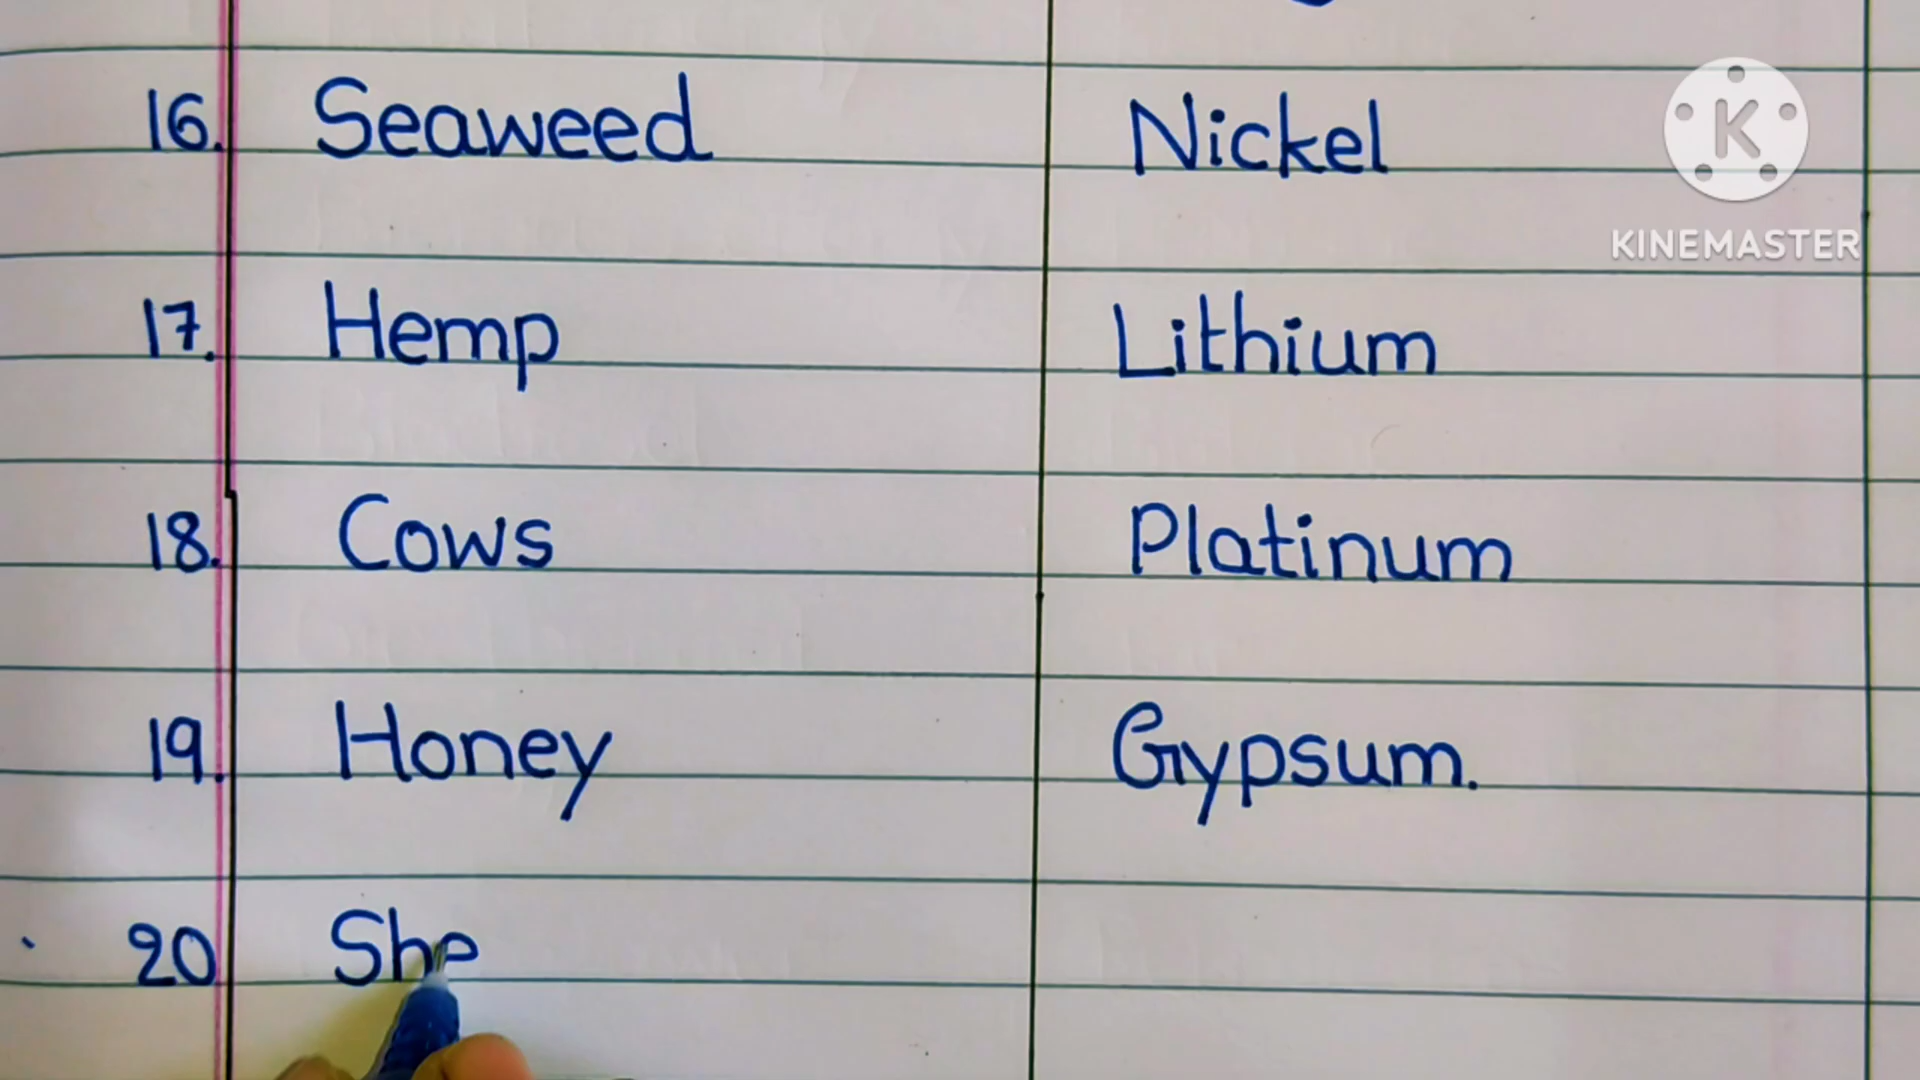 16. Seaweed Nickel
K
KINEMASTER
17. Hemp Lithium
18. Cows Platinum
19. Honey Gypsum.
20 She